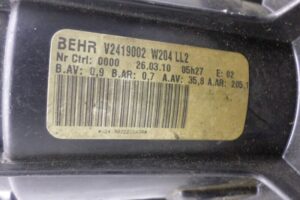 BEHR V2419002 W204 LL2
Nr Ctrl: 0000 26.03.10 05h27 E: 02
B.AV: 0,9 B.AR: 0,7 A.AV: 35,8 A.AR: 205,1